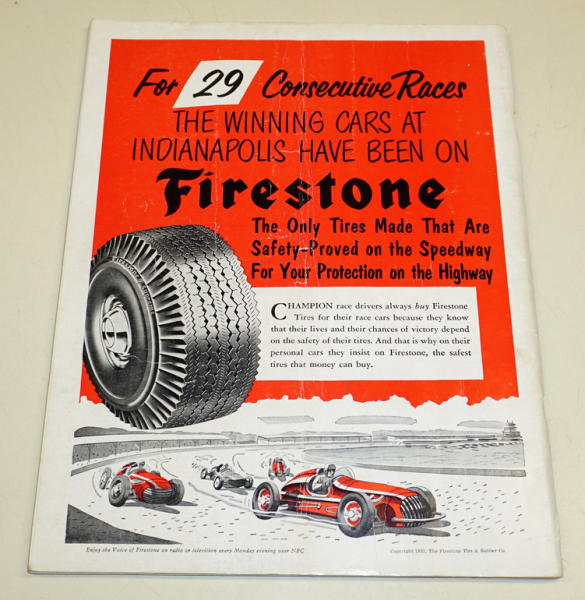 For 29 Consecutive Races
THE WINNING CARS AT
INDIANAPOLIS HAVE BEEN ON
Firestone
The Only Tires Made That Are
Safety-Proved on the Speedway
For Your Protection on the Highway
CHAMPION race drivers always buy Firestone
Tires for their race cars because they know
that their lives and their chances of victory depend
on the safety of their tires. And that is why on their
personal cars they insist on Firestone, the safest
tires that money can buy.
Enjoy the Voice of Firestone on radio or television every Monday evening over NBC
Copyright The Firestone Tire & Rubber Co.